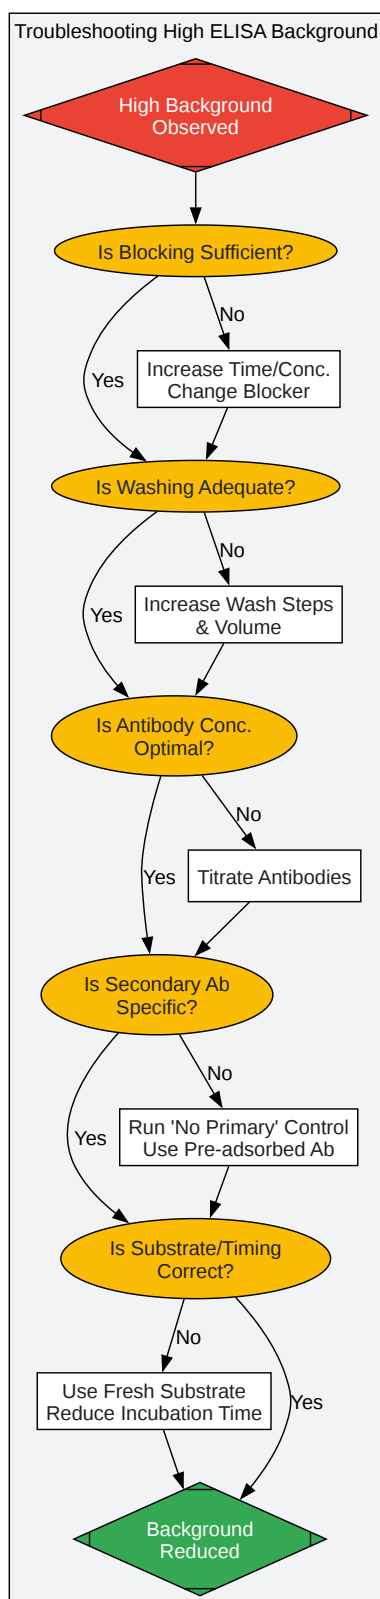 Troubleshooting High ELISA Background
High Background
Observed
Is Blocking Sufficient?
No
Yes
Increase Time/Conc.
Change Blocker
Is Washing Adequate?
No
Yes
Increase Wash Steps
& Volume
Is Antibody Conc.
Optimal?
No
Yes
Titrate Antibodies
Is Secondary Ab
Specific?
No
Yes
Run 'No Primary' Control
Use Pre-adsorbed Ab
Is Substrate/Timing
Correct?
No
Yes
Use Fresh Substrate
Reduce Incubation Time
Background
Reduced